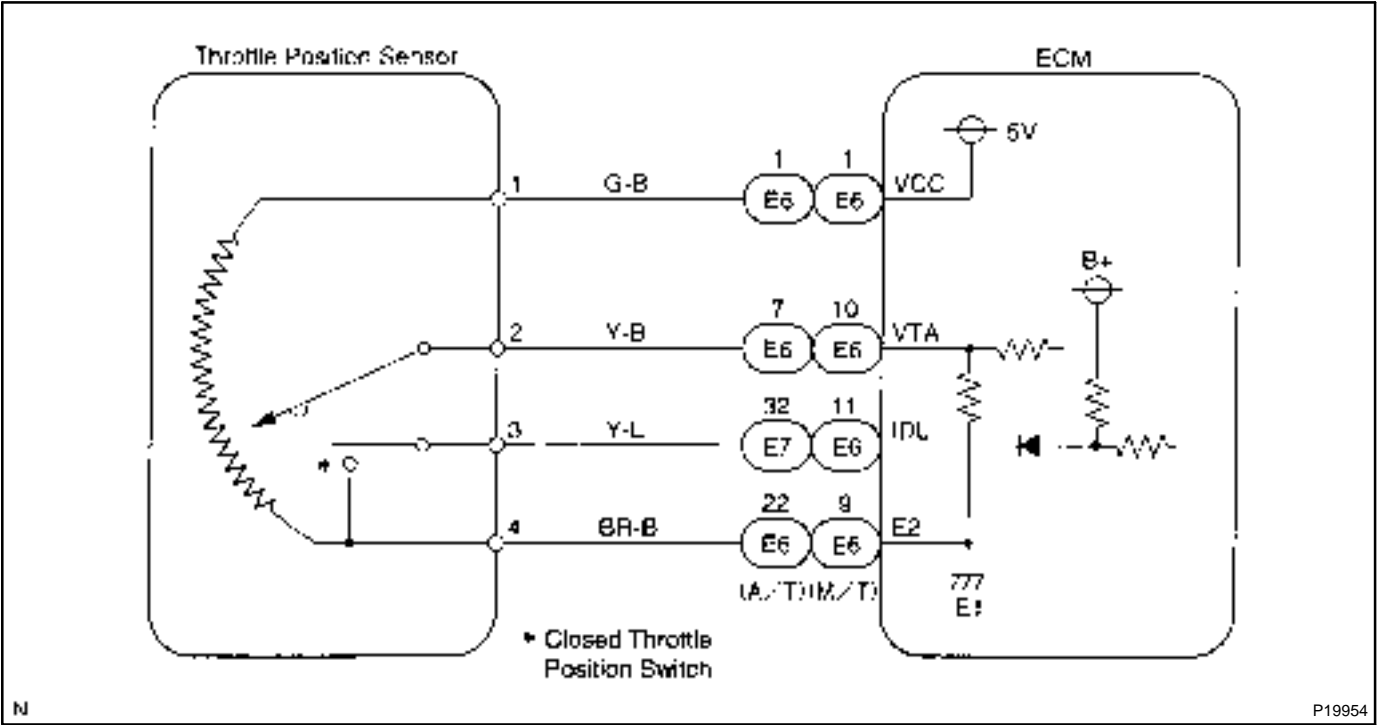 Throttle Position Sensor
ECM
5V
1
G-B
1
1
E6
E6
VCC
B+
2
Y-B
7
10
E6
E6
VTA
3
Y-L
32
11
E7
E6
IDL
4
BR-B
22
9
E6
E6
E2
(A/T)
(M/T)
E1
*
* Closed Throttle
Position Switch
N
P19954